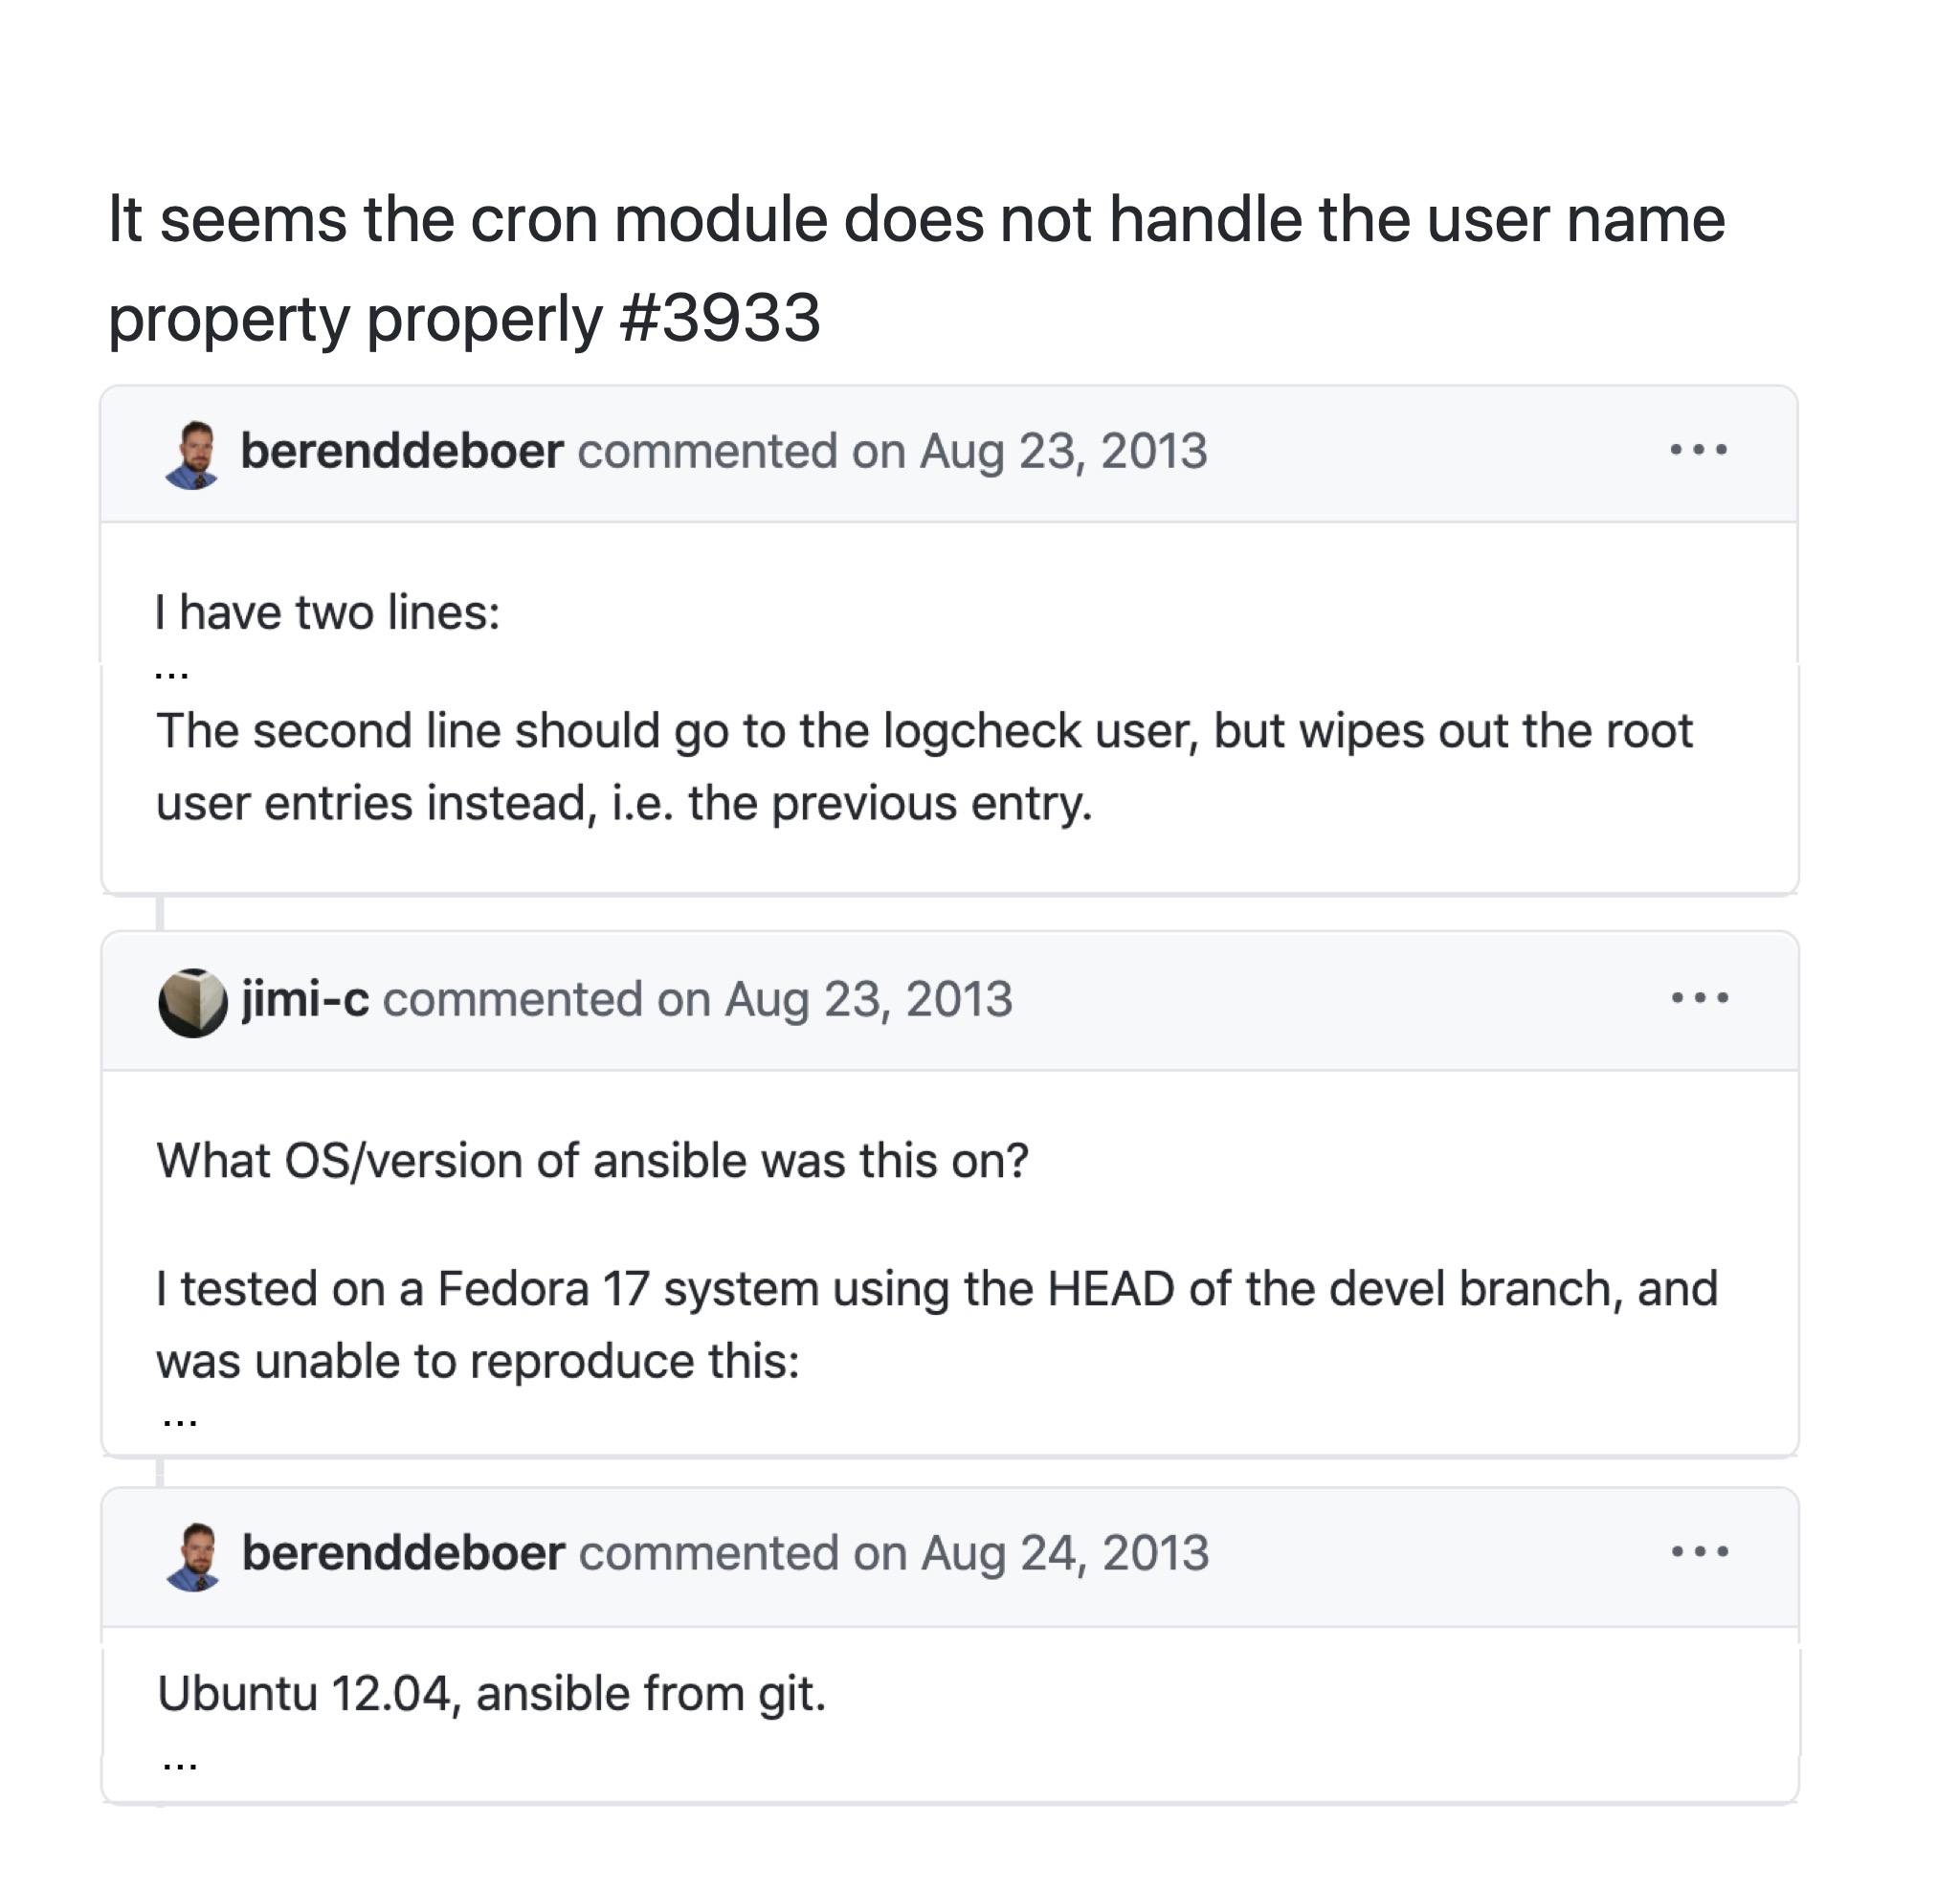 It seems the cron module does not handle the user name
property properly #3933
berenddeboer commented on Aug 23, 2013
I have two lines:
...
The second line should go to the logcheck user, but wipes out the root
user entries instead, i.e. the previous entry.
jimi-c commented on Aug 23, 2013
What OS/version of ansible was this on?
I tested on a Fedora 17 system using the HEAD of the devel branch, and
was unable to reproduce this:
...
berenddeboer commented on Aug 24, 2013
Ubuntu 12.04, ansible from git.
...